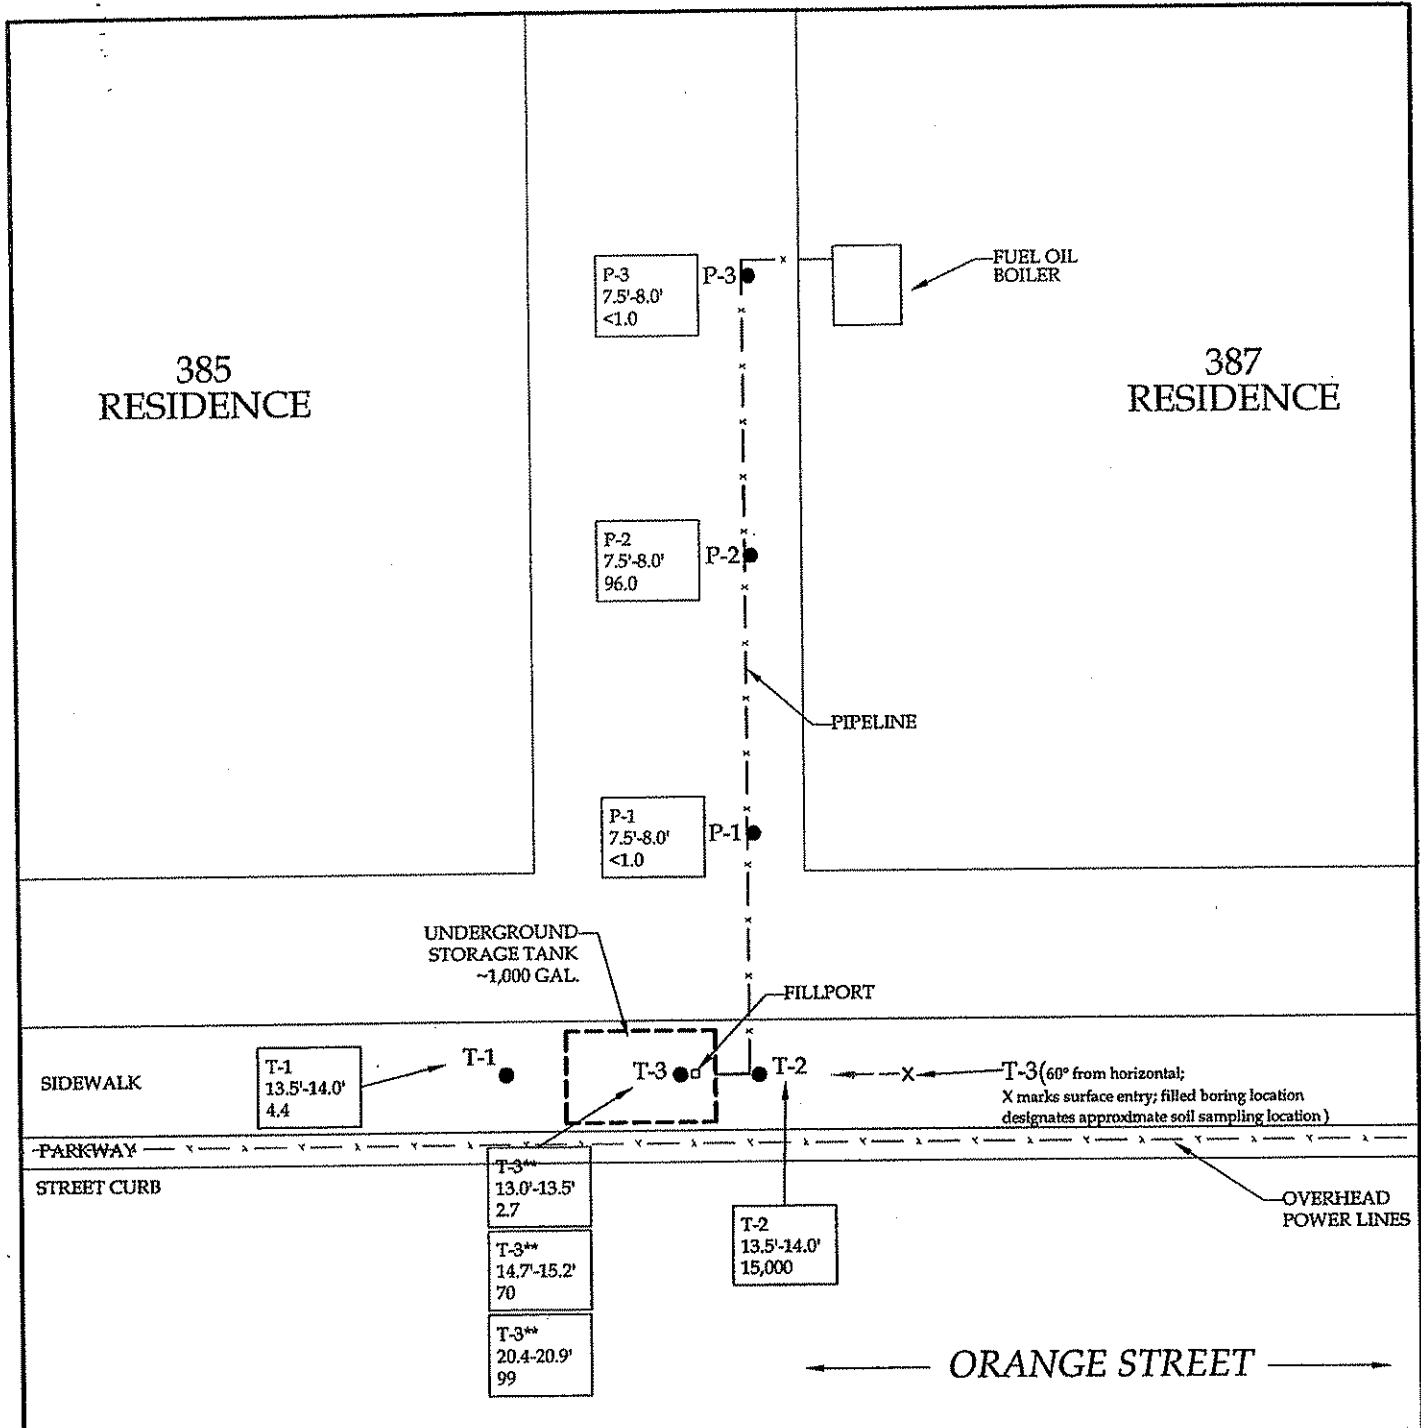 P-3
7.5'-8.0'
<1.0
P-3
FUEL OIL
BOILER
385
RESIDENCE
387
RESIDENCE
P-2
7.5'-8.0'
96.0
P-2
PIPELINE
P-1
7.5'-8.0'
<1.0
P-1
UNDERGROUND
STORAGE TANK
~1,000 GAL.
FILLPORT
SIDEWALK
T-1
13.5'-14.0'
4.4
T-1
T-3
T-2
X
T-3(60° from horizontal;
X marks surface entry; filled boring location
designates approximate soil sampling location)
PARKWAY
STREET CURB
T-3**
13.0'-13.5'
2.7
T-3**
14.7'-15.2'
70
T-3**
20.4-20.9'
99
T-2
13.5'-14.0'
15,000
OVERHEAD
POWER LINES
ORANGE STREET